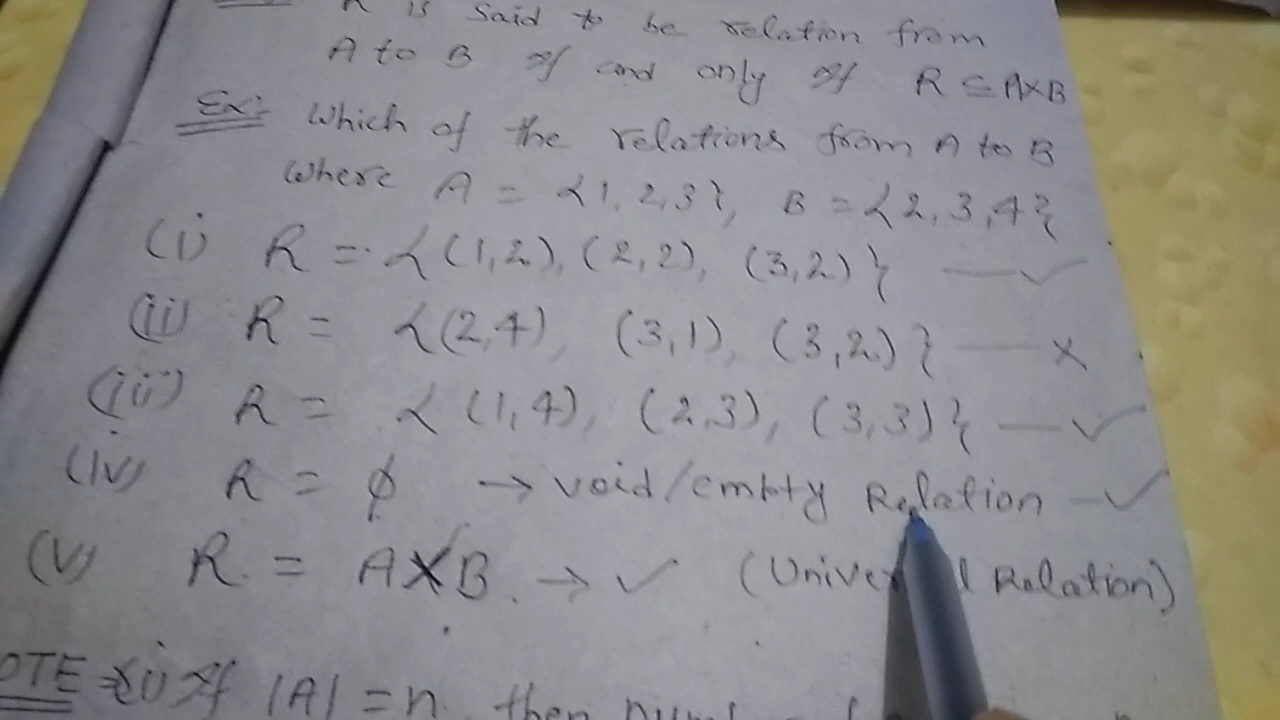 R is said to be relation from
A to B if and only if R ⊆ A×B
Ex: Which of the relations from A to B
where A = {1,2,3}, B = {2,3,4}
(i) R = {(1,2), (2,2), (3,2)} — ✓
(ii) R = {(2,4), (3,1), (3,2)} — ×
(iii) R = {(1,4), (2,3), (3,3)} — ✓
(iv) R = ϕ → void/empty Relation — ✓
(v) R = A×B. → ✓ (Univer l Relation)
OTE (i) If |A| = n, then